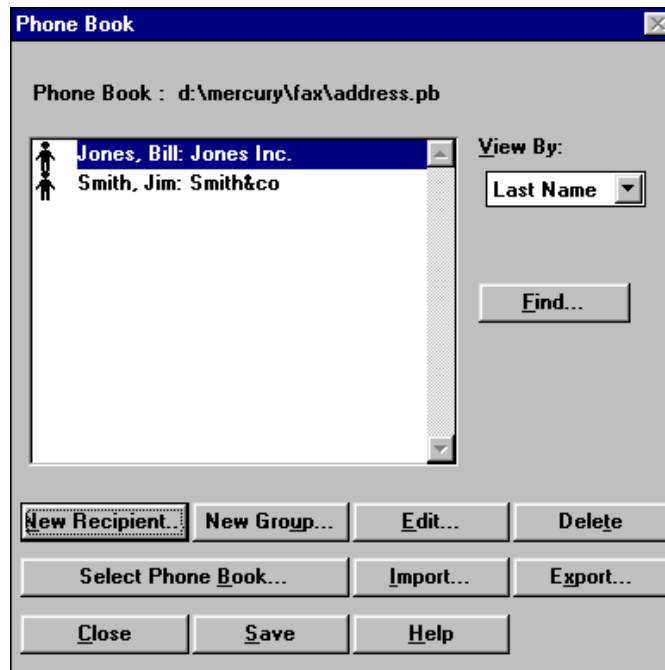 Phone Book
Phone Book : d:\mercury\fax\address.pb
Jones, Bill: Jones Inc.
Smith, Jim: Smith&co
View By:
Last Name
Find...
New Recipient.. New Group... Edit... Delete
Select Phone Book... Import... Export...
Close Save Help